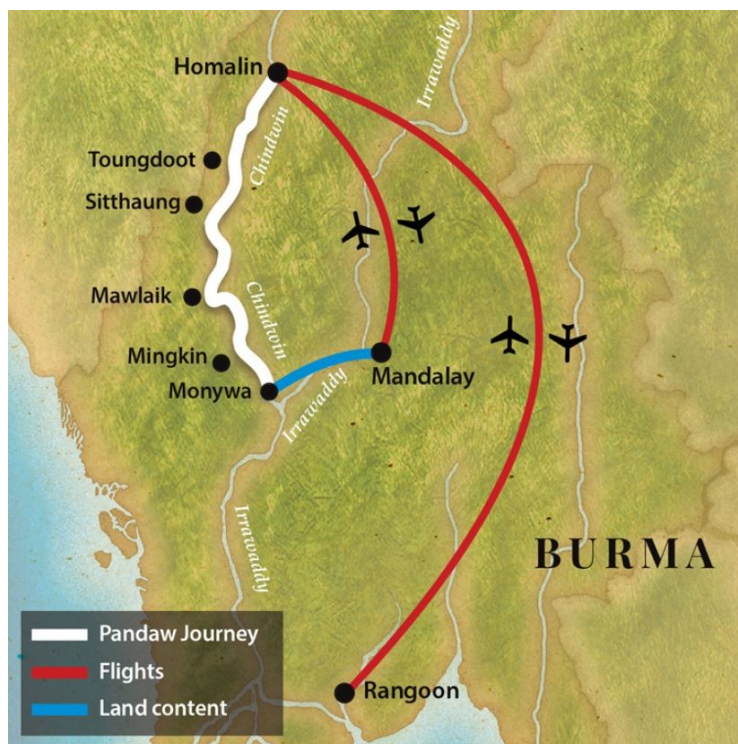 Homalin
Irrawaddy
Chindwin
Toungdoot
Sitthaung
Mawlaik
Chindwin
Mingkin
Monywa
Mandalay
Irrawaddy
Irrawaddy
BURMA
Pandaw Journey
Flights
Land content
Rangoon